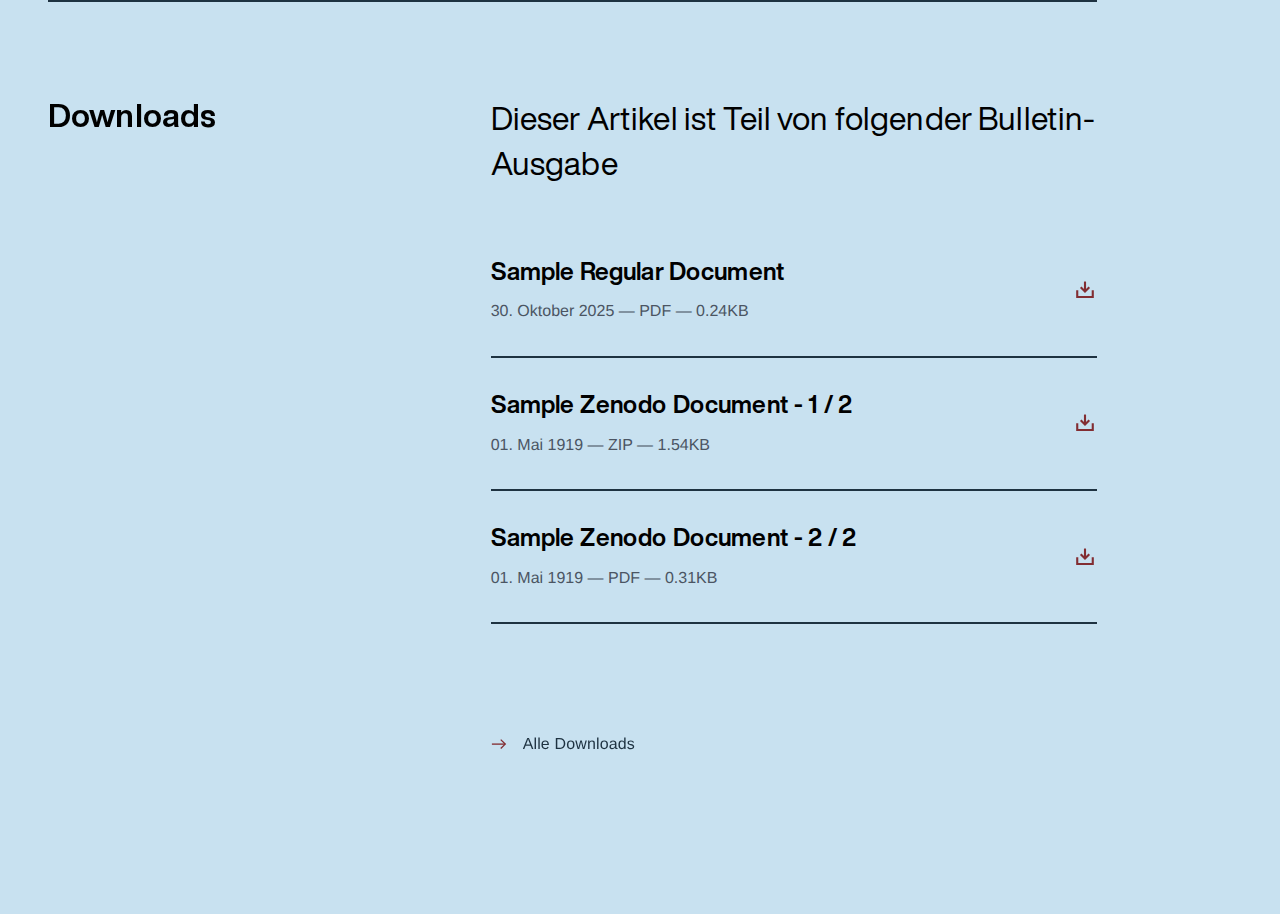 Downloads
Dieser Artikel ist Teil von folgender Bulletin-
Ausgabe
Sample Regular Document
30. Oktober 2025 — PDF — 0.24KB
Sample Zenodo Document - 1 / 2
01. Mai 1919 — ZIP — 1.54KB
Sample Zenodo Document - 2 / 2
01. Mai 1919 — PDF — 0.31KB
Alle Downloads